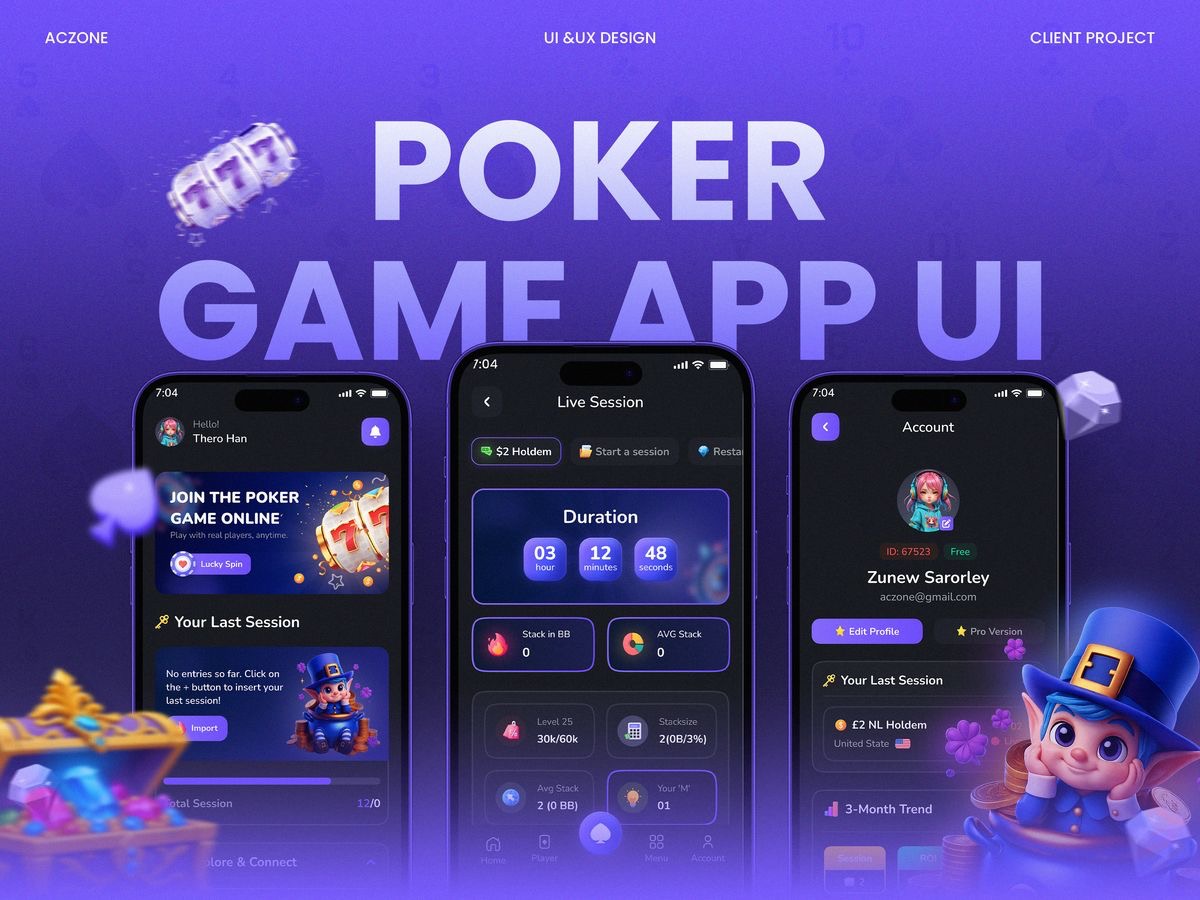 ACZONE
UI &UX DESIGN
CLIENT PROJECT
POKER
GAME APP UI
7:04
Hello!
Thero Han
JOIN THE POKER
GAME ONLINE
Play with real players, anytime.
Lucky Spin
Your Last Session
No entries so far. Click on
the + button to insert your
last session!
Import
Total Session
12/0
plore & Connect
7:04
Live Session
$2 Holdem
Start a session
Restar
Duration
03
hour
12
minutes
48
seconds
Stack in BB
0
AVG Stack
0
Level 25
30k/60k
Stacksize
2(0B/3%)
Avg Stack
2 (0 BB)
Your 'M'
01
Home
Player
Menu
Account
7:04
Account
ID: 67523
Free
Zunew Sarorley
aczone@gmail.com
Edit Profile
Pro Version
Your Last Session
£2 NL Holdem
United State
3-Month Trend
Session
ROI
2